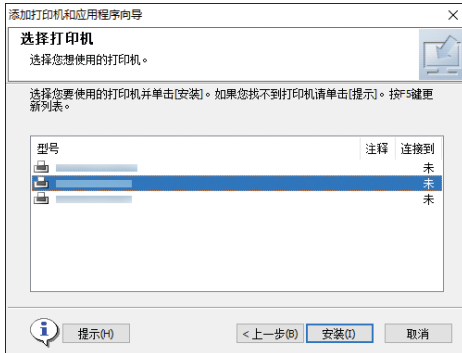 添加打印机和应用程序向导
选择打印机
选择您想使用的打印机。
选择您要使用的打印机并单击[安装]。如果您找不到打印机请单击[提示]。按F5键更
新列表。
型号 注释 连接到
未
未
未
提示(H) <上一步(B) 安装(I) 取消